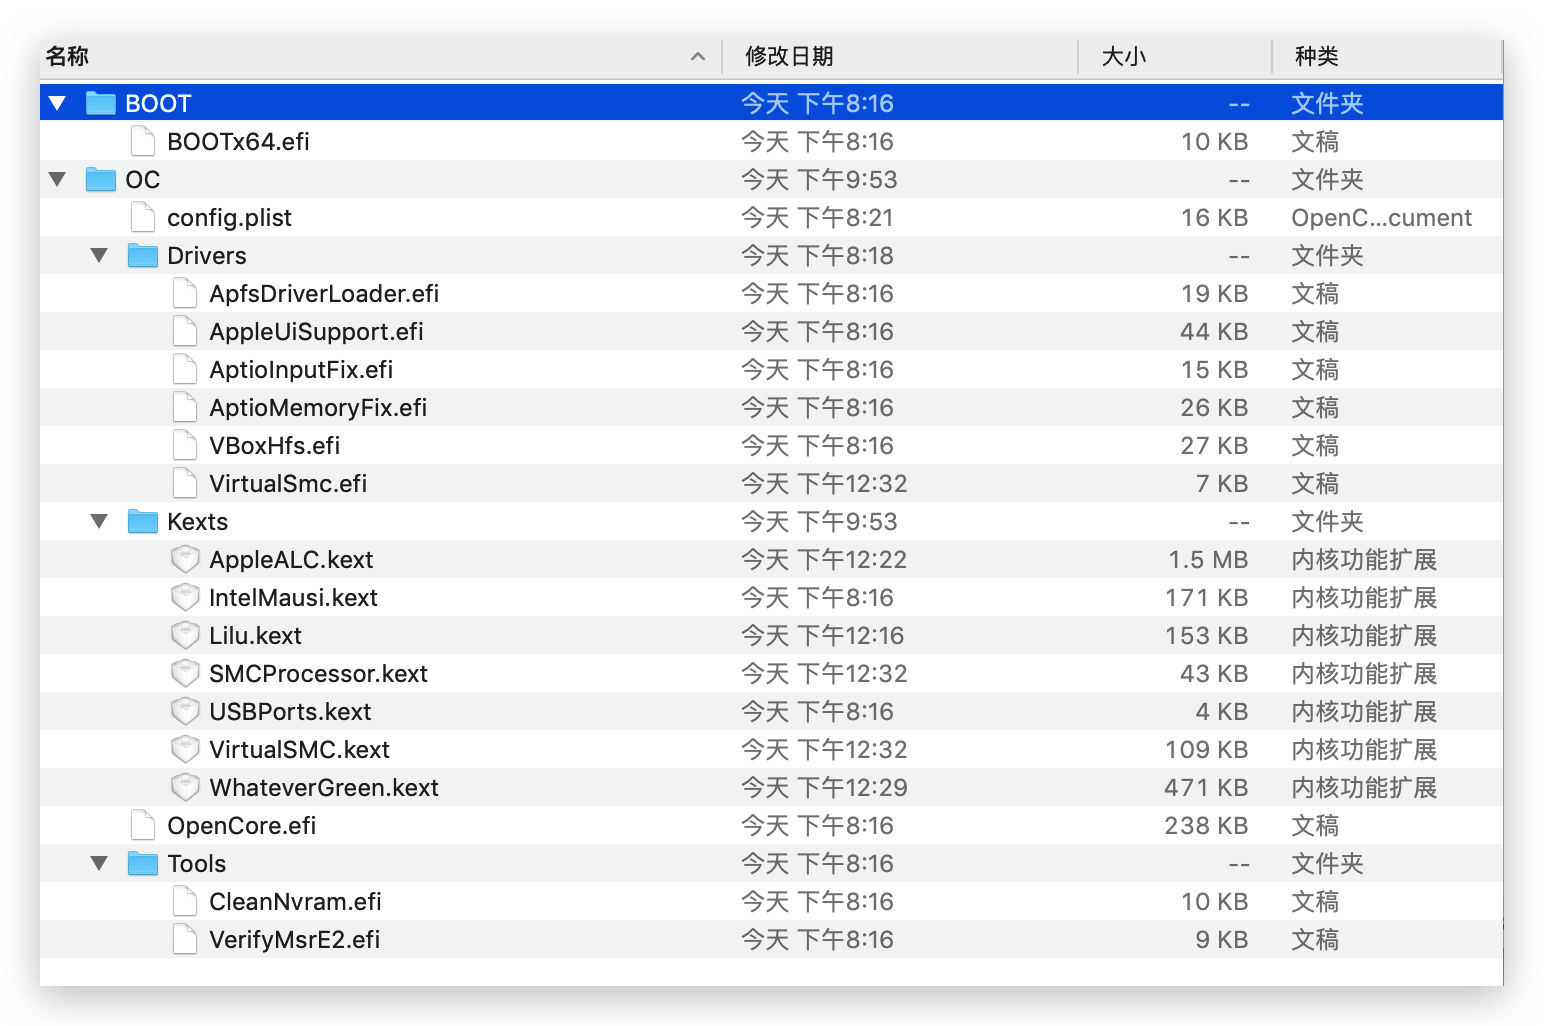 名称 修改日期 大小 种类
BOOT 今天 下午8:16 -- 文件夹
BOOTx64.efi 今天 下午8:16 10 KB 文稿
OC 今天 下午9:53 -- 文件夹
config.plist 今天 下午8:21 16 KB OpenC...cument
Drivers 今天 下午8:18 -- 文件夹
ApfsDriverLoader.efi 今天 下午8:16 19 KB 文稿
AppleUiSupport.efi 今天 下午8:16 44 KB 文稿
AptioInputFix.efi 今天 下午8:16 15 KB 文稿
AptioMemoryFix.efi 今天 下午8:16 26 KB 文稿
VBoxHfs.efi 今天 下午8:16 27 KB 文稿
VirtualSmc.efi 今天 下午12:32 7 KB 文稿
Kexts 今天 下午9:53 -- 文件夹
AppleALC.kext 今天 下午12:22 1.5 MB 内核功能扩展
IntelMausi.kext 今天 下午8:16 171 KB 内核功能扩展
Lilu.kext 今天 下午12:16 153 KB 内核功能扩展
SMCProcessor.kext 今天 下午12:32 43 KB 内核功能扩展
USBPorts.kext 今天 下午8:16 4 KB 内核功能扩展
VirtualSMC.kext 今天 下午12:32 109 KB 内核功能扩展
WhateverGreen.kext 今天 下午12:29 471 KB 内核功能扩展
OpenCore.efi 今天 下午8:16 238 KB 文稿
Tools 今天 下午8:16 -- 文件夹
CleanNvram.efi 今天 下午8:16 10 KB 文稿
VerifyMsrE2.efi 今天 下午8:16 9 KB 文稿